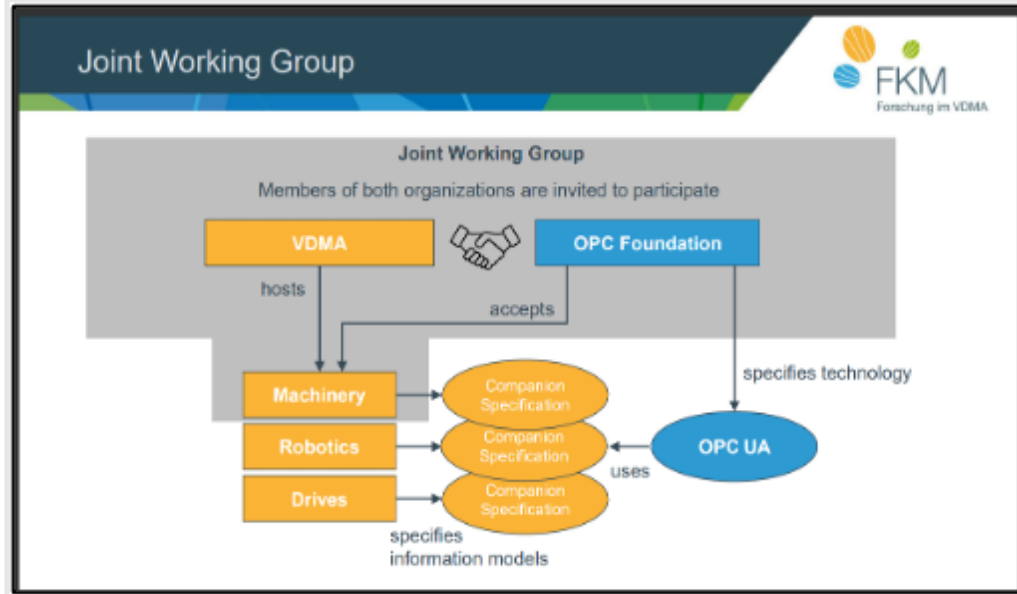 Joint Working Group
FKM
Forschung im VDMA
Joint Working Group
Members of both organizations are invited to participate
VDMA
OPC Foundation
hosts
accepts
specifies technology
Machinery
Companion
Specification
Robotics
Companion
Specification
OPC UA
uses
Drives
Companion
Specification
specifies
information models